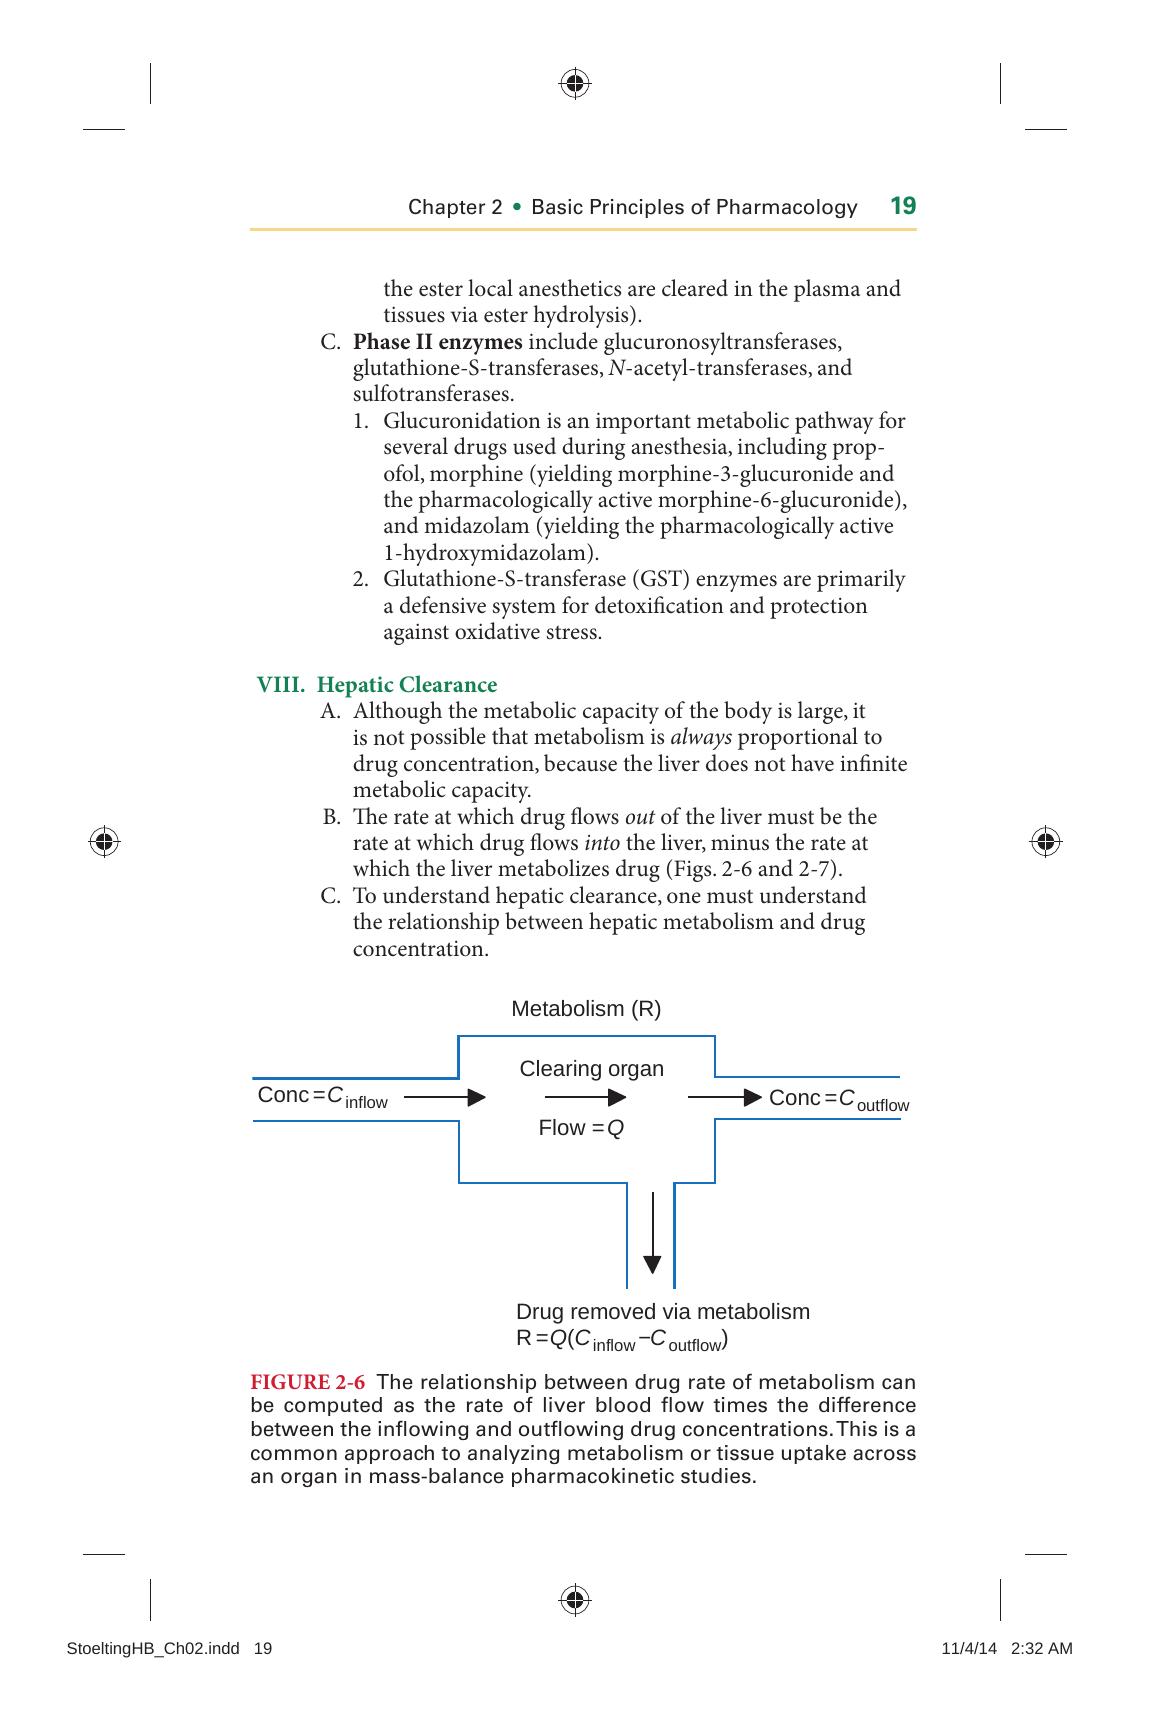 Chapter 2 • Basic Principles of Pharmacology 19
the ester local anesthetics are cleared in the plasma and
tissues via ester hydrolysis).
C. Phase II enzymes include glucuronosyltransferases,
glutathione-S-transferases, N-acetyl-transferases, and
sulfotransferases.
1. Glucuronidation is an important metabolic pathway for
several drugs used during anesthesia, including prop-
ofol, morphine (yielding morphine-3-glucuronide and
the pharmacologically active morphine-6-glucuronide),
and midazolam (yielding the pharmacologically active
1-hydroxymidazolam).
2. Glutathione-S-transferase (GST) enzymes are primarily
a defensive system for detoxification and protection
against oxidative stress.
VIII. Hepatic Clearance
A. Although the metabolic capacity of the body is large, it
is not possible that metabolism is always proportional to
drug concentration, because the liver does not have infinite
metabolic capacity.
B. The rate at which drug flows out of the liver must be the
rate at which drug flows into the liver, minus the rate at
which the liver metabolizes drug (Figs. 2-6 and 2-7).
C. To understand hepatic clearance, one must understand
the relationship between hepatic metabolism and drug
concentration.
Metabolism (R)
Clearing organ
Conc = C inflow
Conc = C outflow
Flow = Q
Drug removed via metabolism
R = Q(C inflow – C outflow)
FIGURE 2-6 The relationship between drug rate of metabolism can
be computed as the rate of liver blood flow times the difference
between the inflowing and outflowing drug concentrations. This is a
common approach to analyzing metabolism or tissue uptake across
an organ in mass-balance pharmacokinetic studies.
StoeltingHB_Ch02.indd 19
11/4/14 2:32 AM